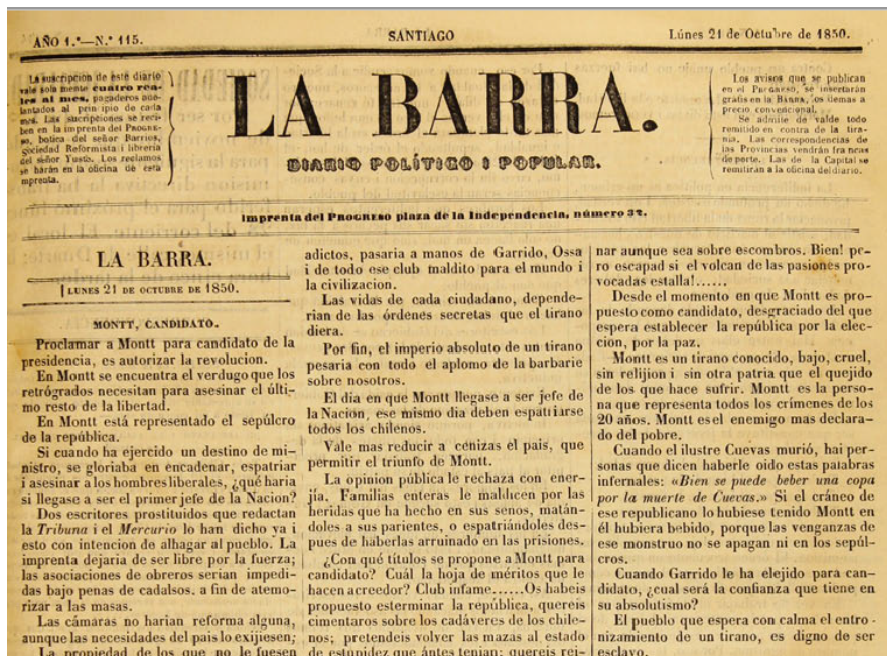 AÑO 1.°—N.° 115.
SANTIAGO
Lúnes 21 de Octubre de 1850.
La suscripcion de este diario
vale sola mente cuatro rea-
les al mes, pagaderos ade-
lantados al principio de cada
mes. Las suscripciones se reci-
ben en la imprenta del PROGRE-
SO, botica del señor Barrios,
Sociedad Reformista i libreria
del señor Yuste. Los reclamos
se harán en la oficina de esta
imprenta.
LA BARRA.
DIARIO POLÍTICO I POPULAR.
Los avisos que se publican
en el PROGRESO, se insertarán
gratis en la BARRA, los demas a
precio convencional.
Se admite de valde todo
remitido en contra de la tira-
nia. Las correspondencias de
las Provincias vendrán francas
de porte. Las de la Capital se
remitirán a la oficina del diario.
Imprenta del PROGRESO plaza de la Independencia, número 32.
LA BARRA.
LUNES 21 DE OCTUBRE DE 1850.
MONTT, CANDIDATO.
Proclamar a Montt para candidato de la
presidencia, es autorizar la revolucion.
En Montt se encuentra el verdugo que los
retrógrados necesitan para asesinar el últi-
mo resto de la libertad.
En Montt está representado el sepúlcro
de la república.
Si cuando ha ejercido un destino de mi-
nistro, se gloriaba en encadenar, espatriar
i asesinar a los hombres liberales, ¿qué haria
si llegase a ser el primer jefe de la Nacion?
Dos escritores prostituidos que redactan
la Tribuna i el Mercurio lo han dicho ya i
esto con intencion de alhagar al pueblo. La
imprenta dejaria de ser libre por la fuerza;
las asociaciones de obreros serian impedi-
das bajo penas de cadalsos. a fin de atemo-
rizar a las masas.
Las cámaras no harian reforma alguna,
aunque las necesidades del pais lo exijiesen;
La propiedad de los que no le fuesen
adictos, pasaria a manos de Garrido, Ossa
i de todo ese club maldito para el mundo i
la civilizacion.
Las vidas de cada ciudadano, depende-
rian de las órdenes secretas que el tirano
diera.
Por fin, el imperio absoluto de un tirano
pesaria con todo el aplomo de la barbarie
sobre nosotros.
El dia en que Montt llegase a ser jefe de
la Nacion, ese mismo dia deben espatriarse
todos los chilenos.
Vale mas reducir a cenizas el pais, que
permitir el triunfo de Montt.
La opinion pública le rechaza con ener-
jía. Familias enteras le maldicen por las
heridas que ha hecho en sus senos, matán-
doles a sus parientes, o espatriándoles des-
pues de haberlas arruinado en las prisiones.
¿Con qué títulos se propone a Montt para
candidato? Cuál la hoja de méritos que le
hacen acreedor? Club infame......Os habeis
propuesto esterminar la república, quereis
cimentaros sobre los cadáveres de los chile-
nos; pretendeis volver las mazas al estado
de estupidez que ántes tenian; quereis rei-
nar aunque sea sobre escombros. Bien! pe-
ro escapad si el volcan de las pasiones pro-
vocadas estalla!......
Desde el momento en que Montt es pro-
puesto como candidato, desgraciado del que
espera establecer la república por la elec-
cion, por la paz.
Montt es un tirano conocido, bajo, cruel,
sin relijion i sin otra patria que el quejido
de los que hace sufrir. Montt es la perso-
na que representa todos los crímenes de los
20 años. Montt es el enemigo mas declara-
do del pobre.
Cuando el ilustre Cuevas murió, hai per-
sonas que dicen haberle oido estas palabras
infernales: «Bien se puede beber una copa
por la muerte de Cuevas.» Si el cráneo de
ese republicano lo hubiese tenido Montt en
él hubiera bebido, porque las venganzas de
ese monstruo no se apagan ni en los sepúl-
cros.
Cuando Garrido le ha elejido para can-
didato, ¿cual será la confianza que tiene en
su absolutismo?
El pueblo que espera con calma el entro-
nizamiento de un tirano, es digno de ser
esclavo.